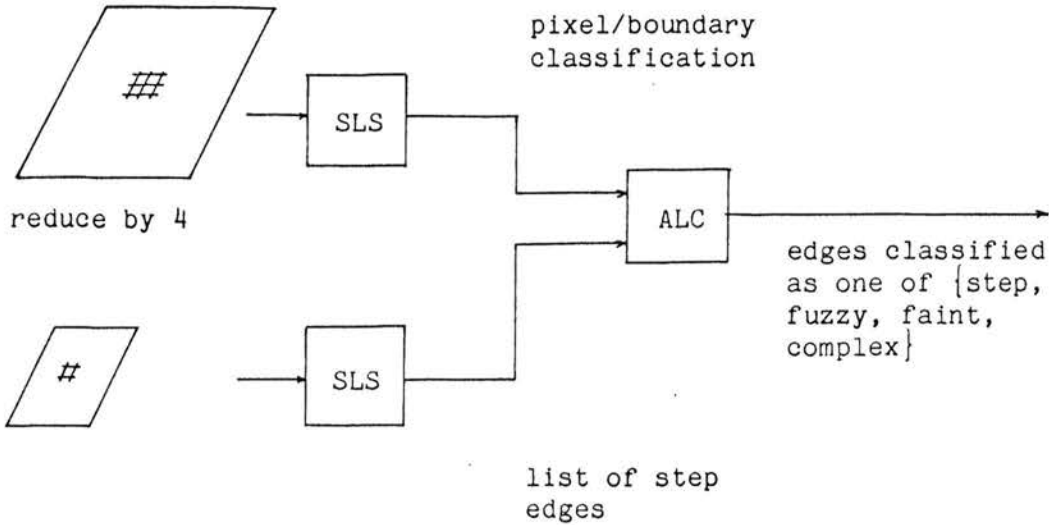 pixel/boundary
classification
SLS
reduce by 4
ALC
edges classified
as one of {step,
fuzzy, faint,
complex}
SLS
list of step
edges